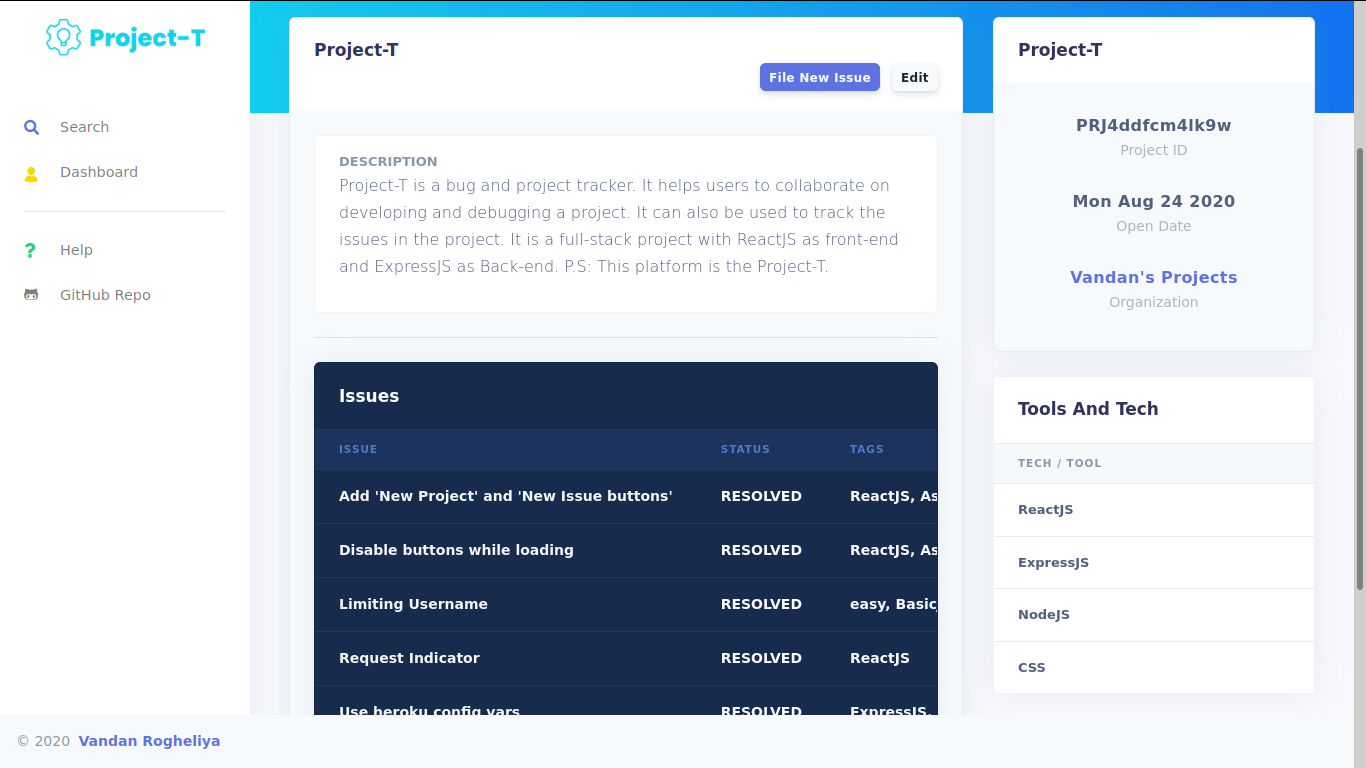 Project-T
Search
Dashboard
Help
GitHub Repo
Project-T
File New Issue Edit
DESCRIPTION
Project-T is a bug and project tracker. It helps users to collaborate on
developing and debugging a project. It can also be used to track the
issues in the project. It is a full-stack project with ReactJS as front-end
and ExpressJS as Back-end. P.S: This platform is the Project-T.
Issues
ISSUE STATUS TAGS
Add 'New Project' and 'New Issue buttons' RESOLVED ReactJS, As
Disable buttons while loading RESOLVED ReactJS, As
Limiting Username RESOLVED easy, Basic
Request Indicator RESOLVED ReactJS
Use heroku config vars RESOLVED ExpressJS,
Project-T
PRJ4ddfcm4lk9w
Project ID
Mon Aug 24 2020
Open Date
Vandan's Projects
Organization
Tools And Tech
TECH / TOOL
ReactJS
ExpressJS
NodeJS
CSS
© 2020 Vandan Rogheliya